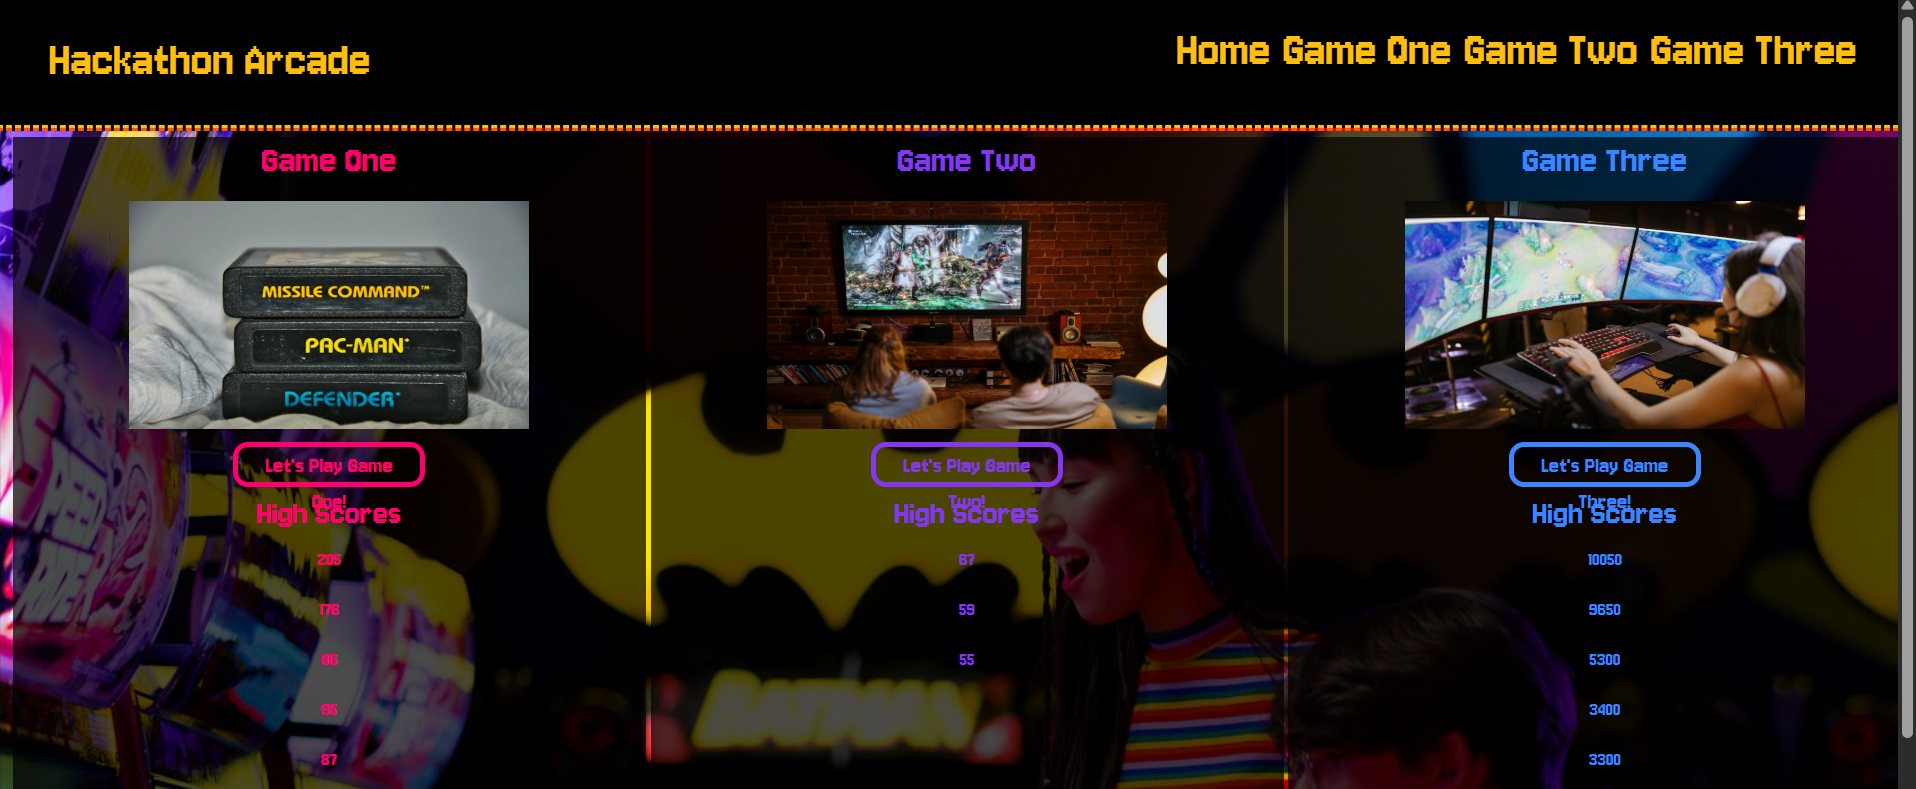 Hackathon Arcade
Home Game One Game Two Game Three
Game One
MISSILE COMMAND™
PAC-MAN
DEFENDER
Let's Play Game
One!
High Scores
205
178
98
95
87
Game Two
Let's Play Game
Two!
High Scores
67
59
55
BATMAN
Game Three
Let's Play Game
Three!
High Scores
10050
9650
5300
3400
3300